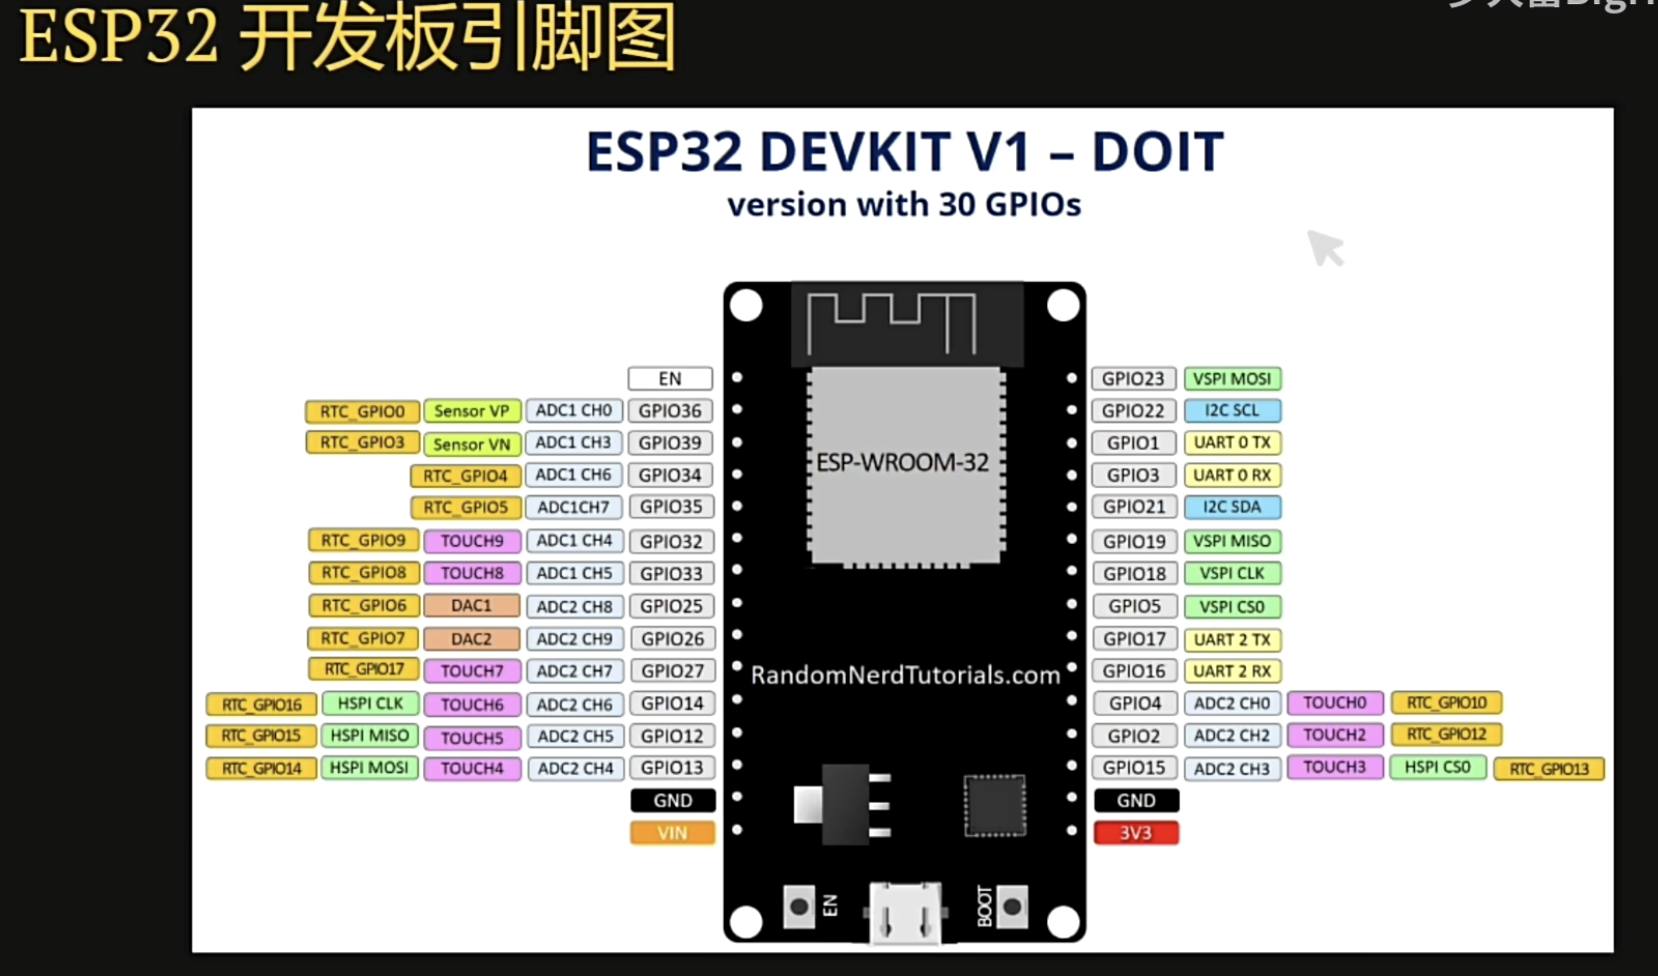 ESP32 开发板引脚图
ESP32 DEVKIT V1 – DOIT
version with 30 GPIOs
EN
RTC_GPIO0 Sensor VP ADC1 CH0 GPIO36
RTC_GPIO3 Sensor VN ADC1 CH3 GPIO39
RTC_GPIO4 ADC1 CH6 GPIO34
RTC_GPIO5 ADC1CH7 GPIO35
RTC_GPIO9 TOUCH9 ADC1 CH4 GPIO32
RTC_GPIO8 TOUCH8 ADC1 CH5 GPIO33
RTC_GPIO6 DAC1 ADC2 CH8 GPIO25
RTC_GPIO7 DAC2 ADC2 CH9 GPIO26
RTC_GPIO17 TOUCH7 ADC2 CH7 GPIO27
RTC_GPIO16 HSPI CLK TOUCH6 ADC2 CH6 GPIO14
RTC_GPIO15 HSPI MISO TOUCH5 ADC2 CH5 GPIO12
RTC_GPIO14 HSPI MOSI TOUCH4 ADC2 CH4 GPIO13
GND
VIN
ESP-WROOM-32
RandomNerdTutorials.com
EN
BOOT
GPIO23 VSPI MOSI
GPIO22 I2C SCL
GPIO1 UART 0 TX
GPIO3 UART 0 RX
GPIO21 I2C SDA
GPIO19 VSPI MISO
GPIO18 VSPI CLK
GPIO5 VSPI CS0
GPIO17 UART 2 TX
GPIO16 UART 2 RX
GPIO4 ADC2 CH0 TOUCH0 RTC_GPIO10
GPIO2 ADC2 CH2 TOUCH2 RTC_GPIO12
GPIO15 ADC2 CH3 TOUCH3 HSPI CS0 RTC_GPIO13
GND
3V3